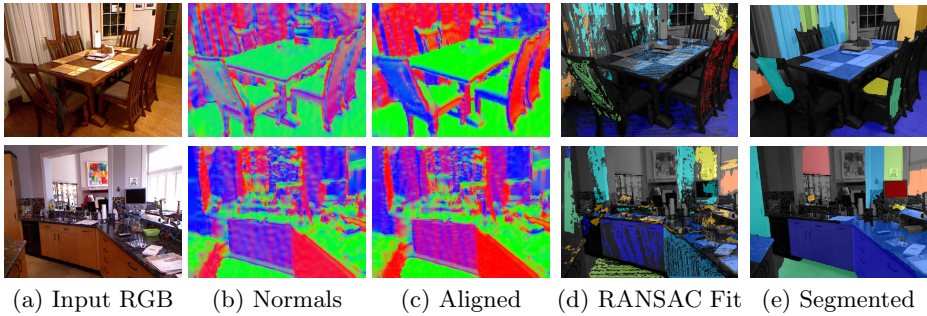 (a) Input RGB
(b) Normals
(c) Aligned
(d) RANSAC Fit
(e) Segmented